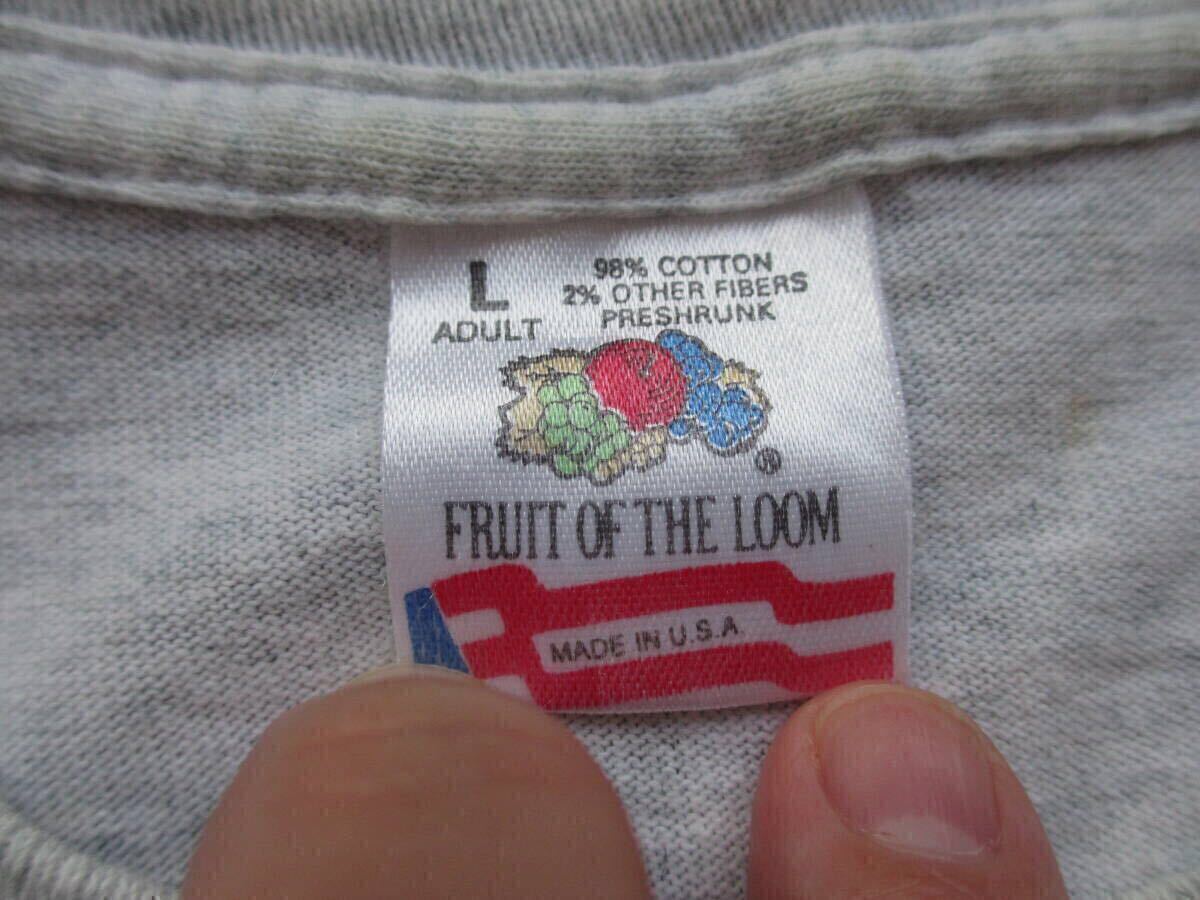 L
ADULT
98% COTTON
2% OTHER FIBERS
PRESHRUNK
®
FRUIT OF THE LOOM
MADE IN U.S.A.